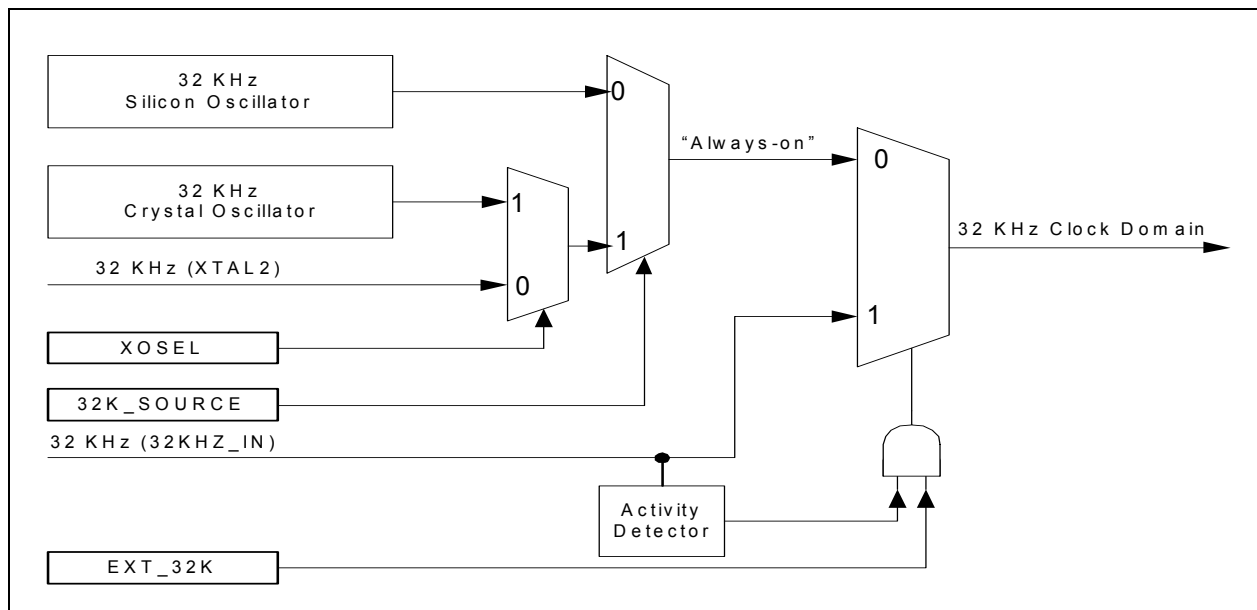 32 KHz
Silicon Oscillator
0
"Always-on"
0
32 KHz
Crystal Oscillator
1
1
32 KHz Clock Domain
32 KHz (XTAL2)
0
1
XOSEL
32K_SOURCE
32 KHz (32KHZ_IN)
Activity
Detector
EXT_32K